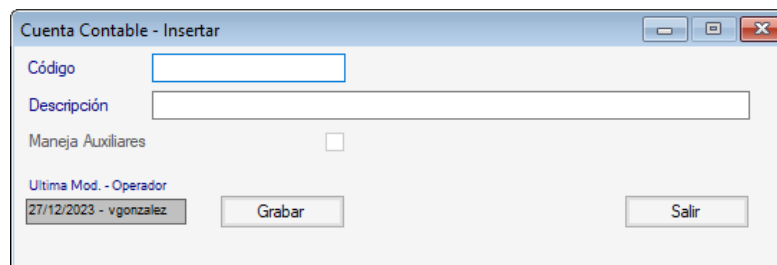 Cuenta Contable - Insertar
Código
Descripción
Maneja Auxiliares
Ultima Mod. - Operador
27/12/2023 - vgonzalez
Grabar
Salir